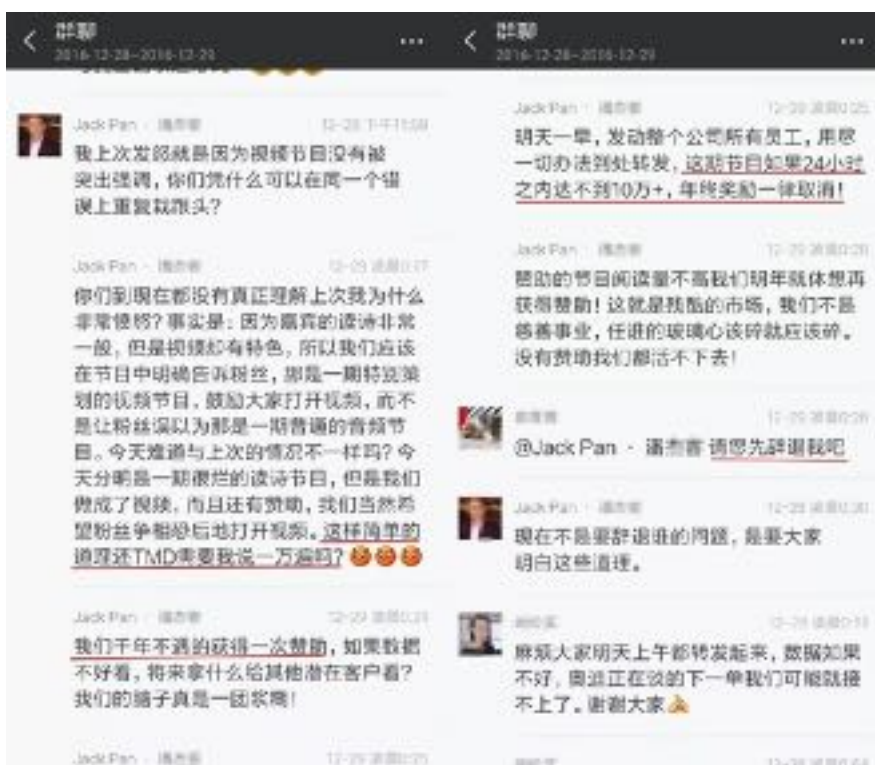 群聊
2016-12-28~2016-12-29
Jack Pan · 潘杰客
我上次发怒就是因为视频节目没有被
突出强调，你们凭什么可以在同一个错
误上重复栽跟头？
Jack Pan · 潘杰客
你们到现在都没有真正理解上次我为什么
非常愤怒？事实是：因为嘉宾的读诗非常
一般，但是视频却有特色，所以我们应该
在节目中明确告诉粉丝，那是一期特别策
划的视频节目，鼓励大家打开视频，而不
是让粉丝误以为那是一期普通的音频节
目。今天难道与上次的情况不一样吗？今
天分明是一期很烂的读诗节目，但是我们
做成了视频，而且还有赞助，我们当然希
望粉丝争相恐后地打开视频。这样简单的
道理还TMD需要我说一万遍吗？😡😡😡
Jack Pan · 潘杰客
我们千年不遇的获得一次赞助，如果数据
不好看，将来拿什么给其他潜在客户看？
我们的脑子真是一团浆糊！
Jack Pan · 潘杰客
群聊
2016-12-28~2016-12-29
Jack Pan · 潘杰客
明天一早，发动整个公司所有员工，用尽
一切办法到处转发，这期节目如果24小时
之内达不到10万+，年终奖励一律取消！
Jack Pan · 潘杰客
赞助的节目阅读量不高我们明年就休想再
获得赞助！这就是残酷的市场，我们不是
慈善事业，任谁的玻璃心该碎就应该碎。
没有赞助我们都活不下去！
@Jack Pan · 潘杰客 请您先辞退我吧
Jack Pan · 潘杰客
现在不是要辞退谁的问题，是要大家
明白这些道理。
麻烦大家明天上午都转发起来，数据如果
不好，奥迪正在谈的下一单我们可能就接
不上了。谢谢大家🙏